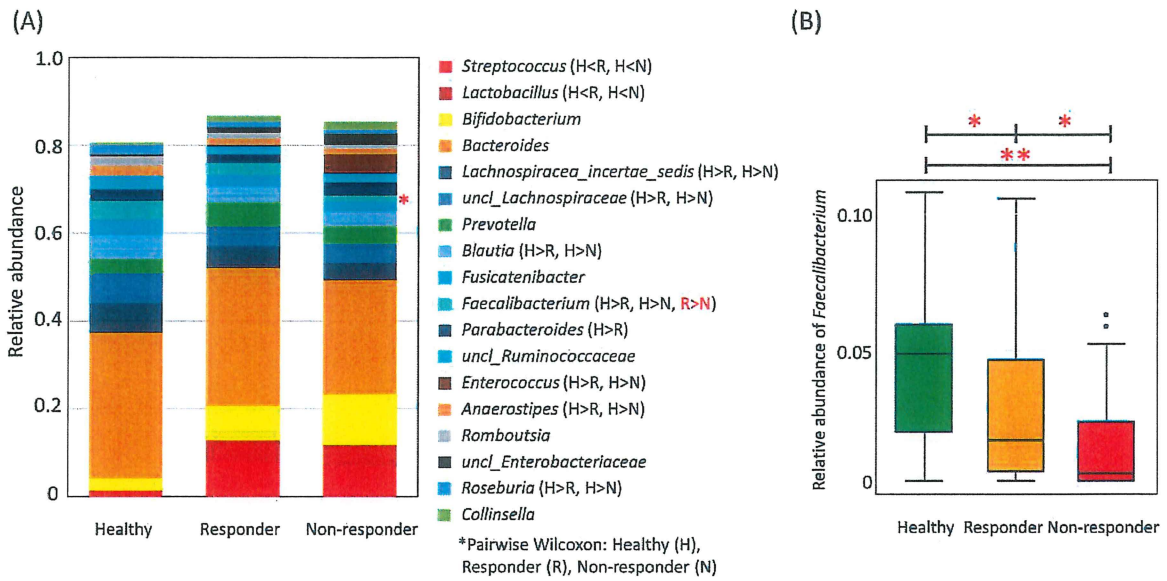 (A)
Relative abundance
1.0
0.8
0.6
0.4
0.2
0
*
Healthy
Responder
Non-responder
Streptococcus (H<R, H<N)
Lactobacillus (H<R, H<N)
Bifidobacterium
Bacteroides
Lachnospiracea_incertae_sedis (H>R, H>N)
uncl_Lachnospiraceae (H>R, H>N)
Prevotella
Blautia (H>R, H>N)
Fusicatenibacter
Faecalibacterium (H>R, H>N, R>N)
Parabacteroides (H>R)
uncl_Ruminococcaceae
Enterococcus (H>R, H>N)
Anaerostipes (H>R, H>N)
Romboutsia
uncl_Enterobacteriaceae
Roseburia (H>R, H>N)
Collinsella
*Pairwise Wilcoxon: Healthy (H),
Responder (R), Non-responder (N)
(B)
* *
**
Relative abundance of Faecalibacterium
0.10
0.05
0
Healthy
Responder
Non-responder